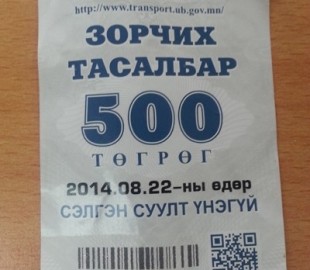 http://www.transport.ub.gov.mn/
ЗОРЧИХ
ТАСАЛБАР
500
ТӨГРӨГ
2014.08.22-ны өдөр
СЭЛГЭН СУУЛТ ҮНЭГҮЙ